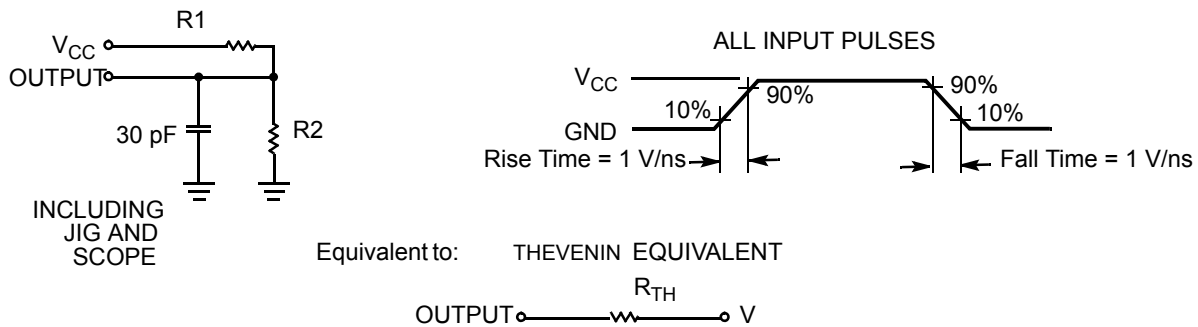 R1
VCC
OUTPUT
30 pF
R2
INCLUDING
JIG AND
SCOPE
ALL INPUT PULSES
VCC
GND
10%
90%
90%
10%
Rise Time = 1 V/ns
Fall Time = 1 V/ns
Equivalent to: THEVENIN EQUIVALENT
RTH
OUTPUT V